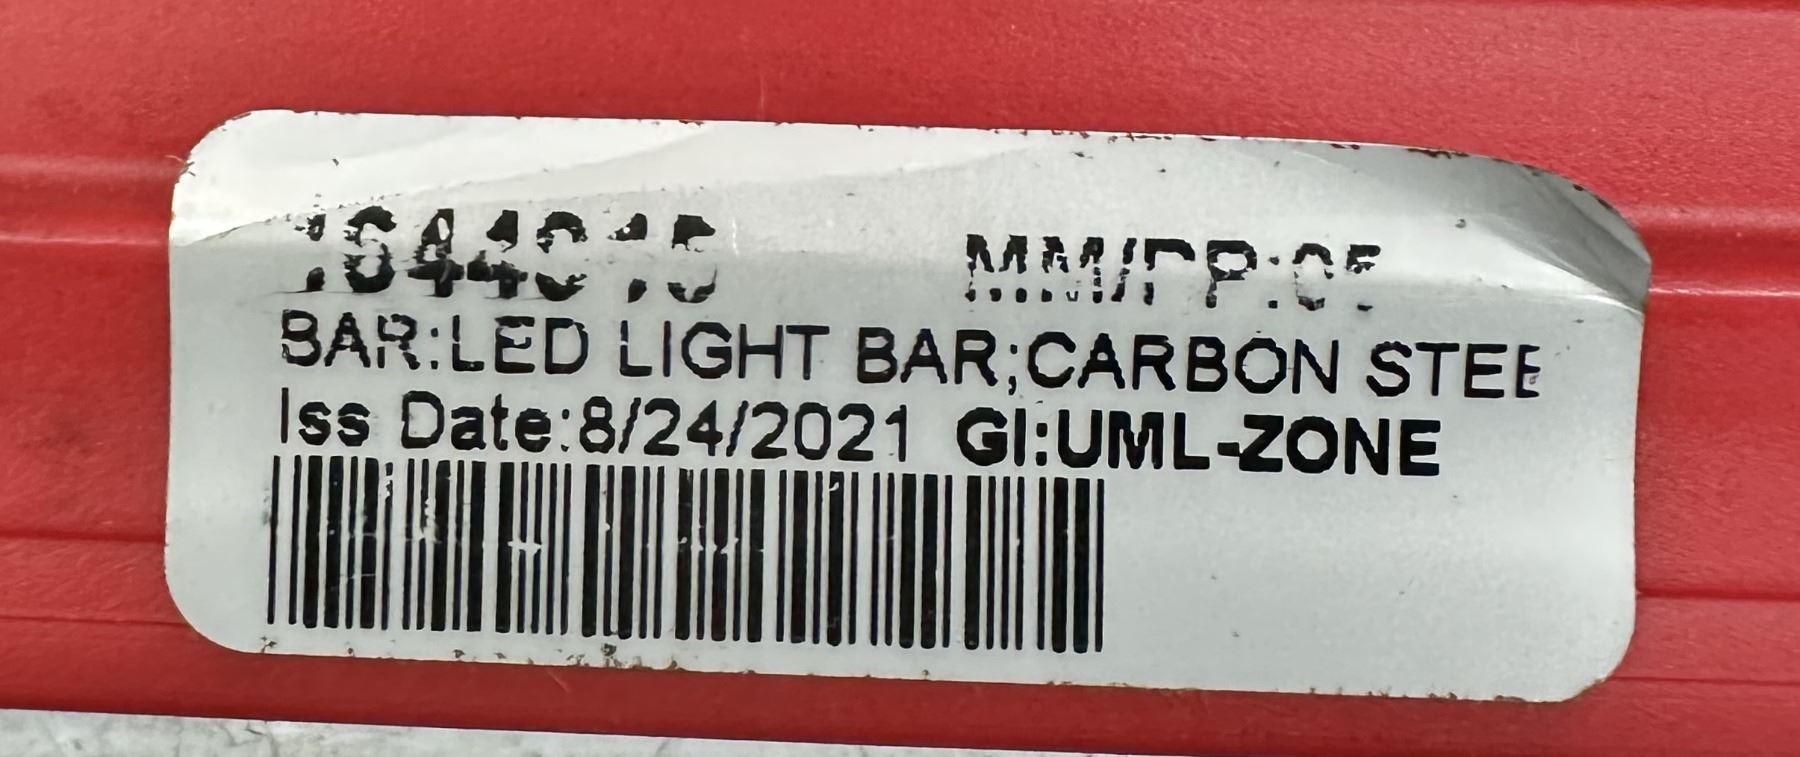 BAR:LED LIGHT BAR;CARBON STEE
Iss Date:8/24/2021 GI:UML-ZONE